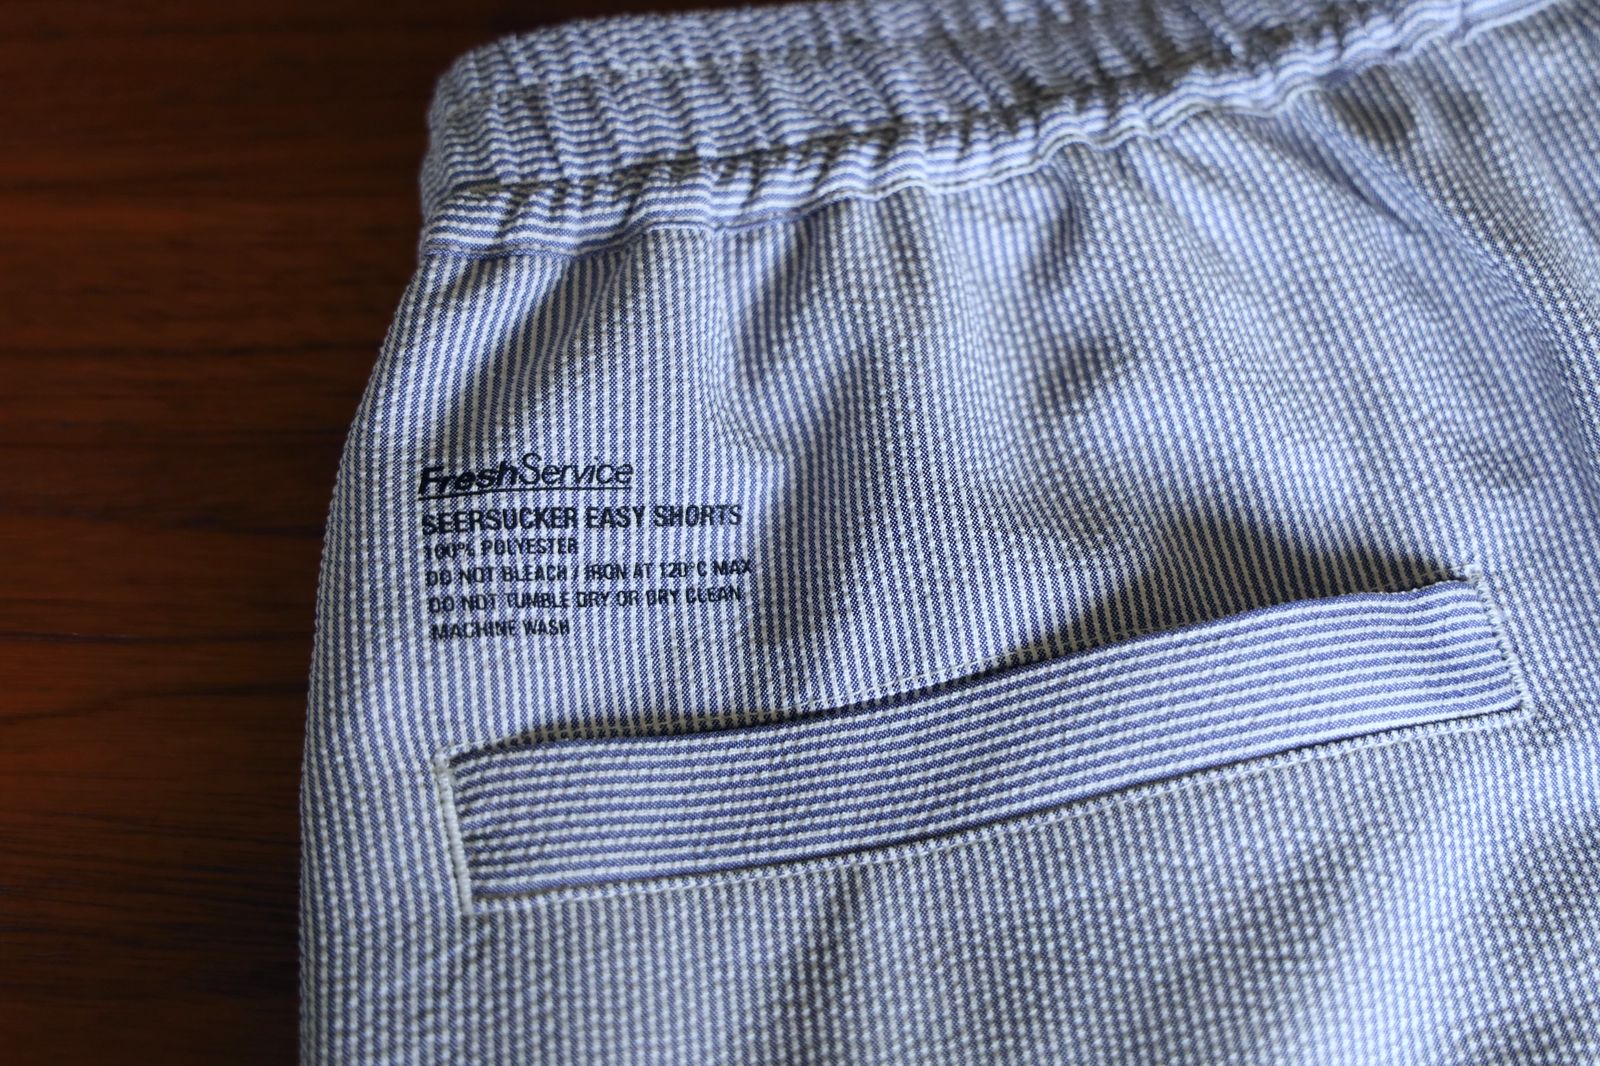 FreshService
SEERSUCKER EASY SHORTS
100% POLYESTER
DO NOT BLEACH / IRON AT 120°C MAX
DO NOT TUMBLE DRY OR DRY CLEAN
MACHINE WASH